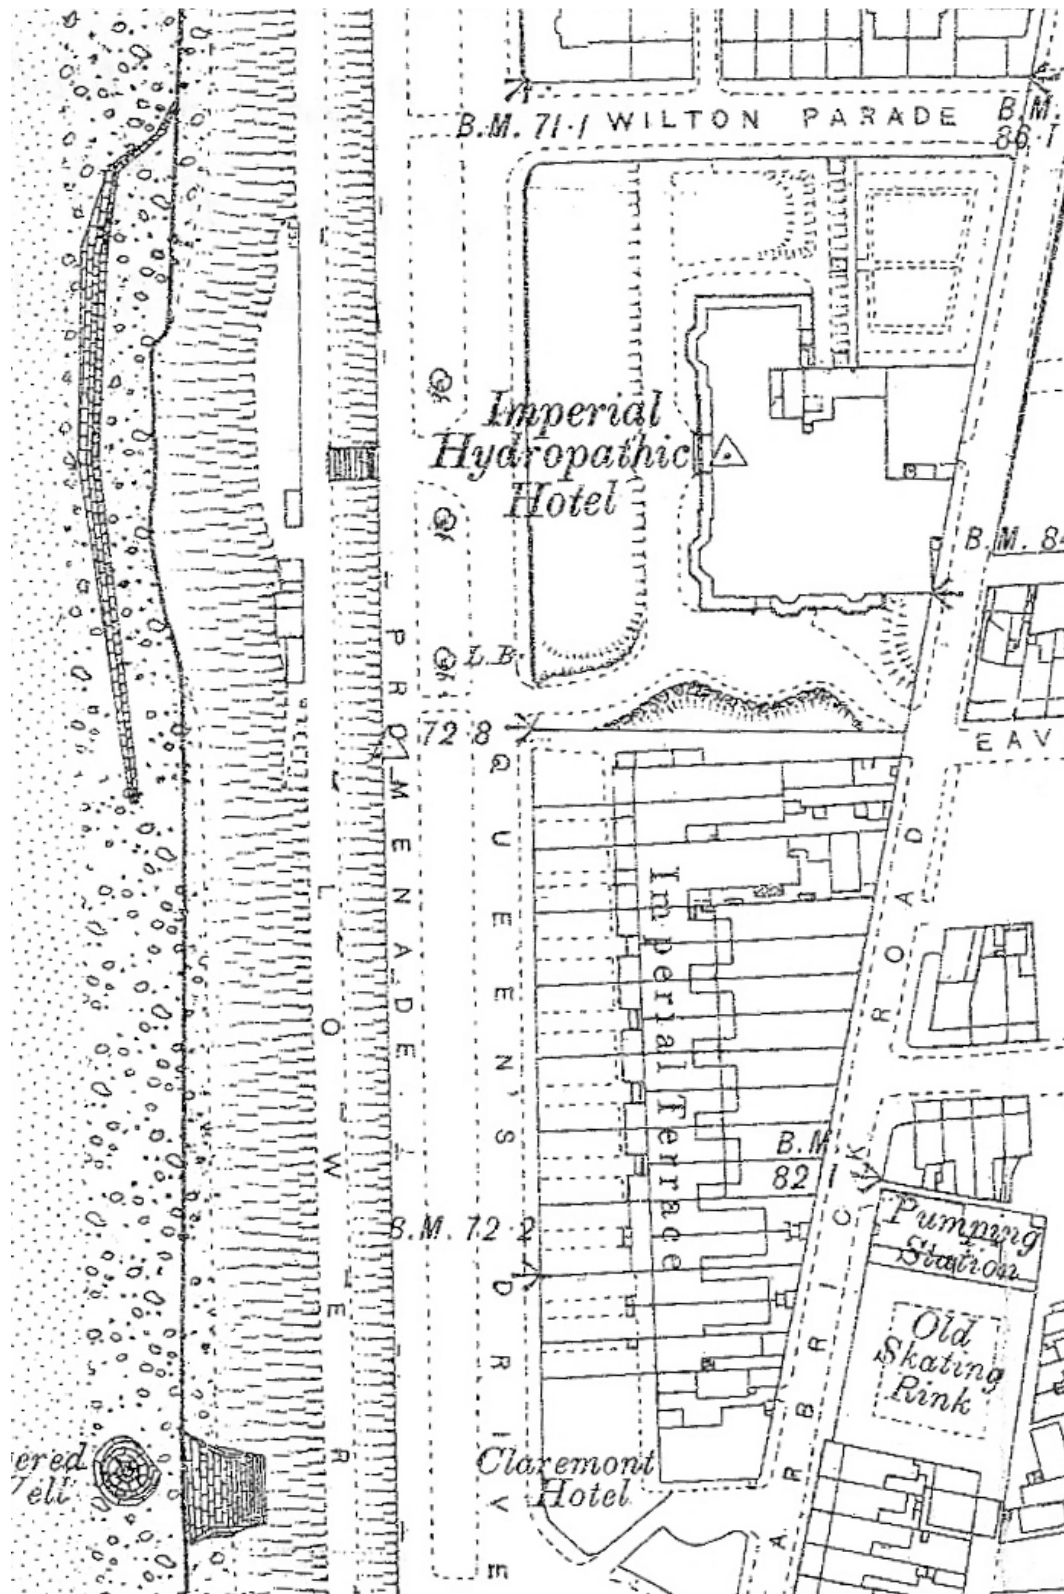 B.M. 71·1
WILTON PARADE
B.M.
86·1
Imperial
Hydropathic
Hotel
B.M. 84
L.B.
PROMENADE
72·8
EAV
QUEEN'S DRIVE
Imperial Terrace
ROAD
LOWER
B.M.
82·1
B.M. 72·2
Pumping
Station
Old
Skating
Rink
ARBRICK
Claremont
Hotel
ered
ell